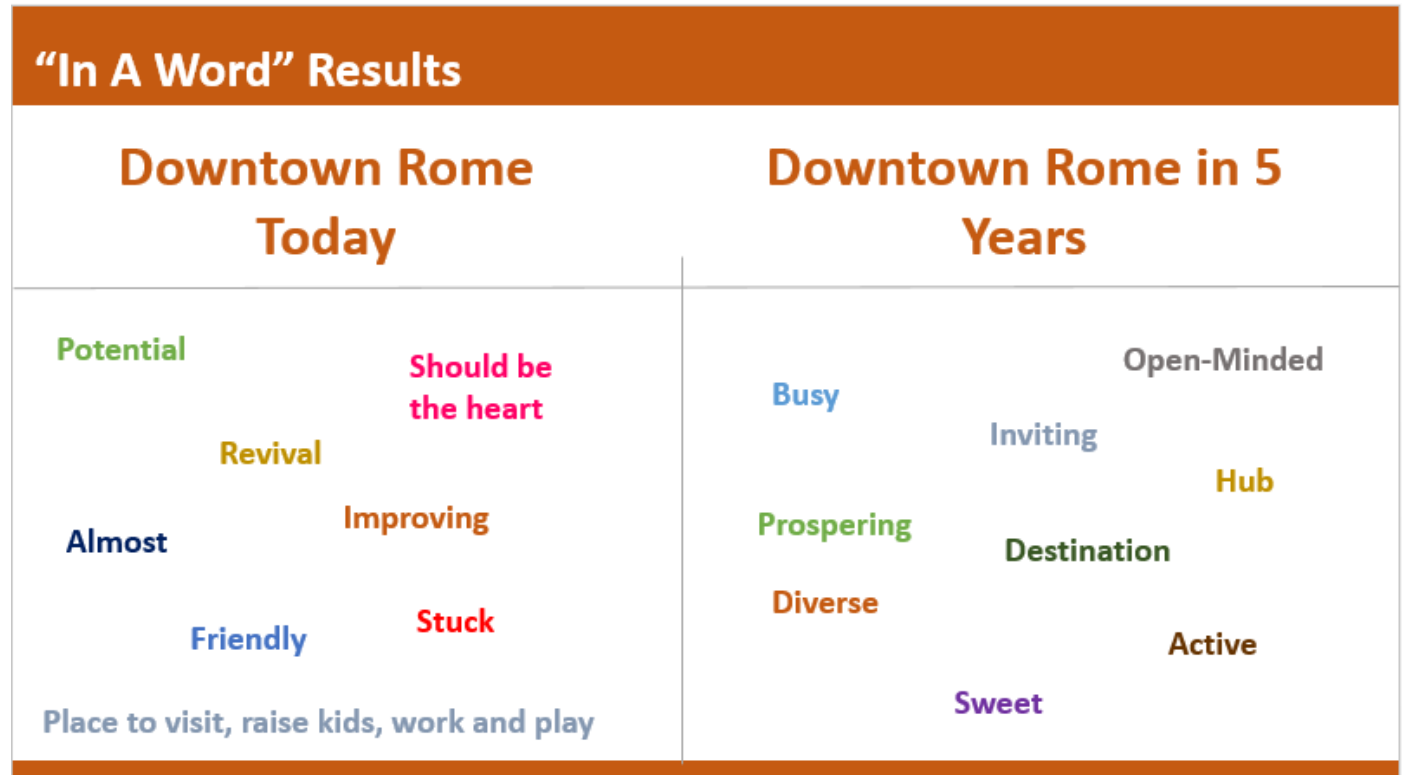 “In A Word” Results
Downtown Rome
Today
Potential
Should be
the heart
Revival
Improving
Almost
Stuck
Friendly
Place to visit, raise kids, work and play
Downtown Rome in 5
Years
Open-Minded
Busy
Inviting
Hub
Prospering
Destination
Diverse
Active
Sweet